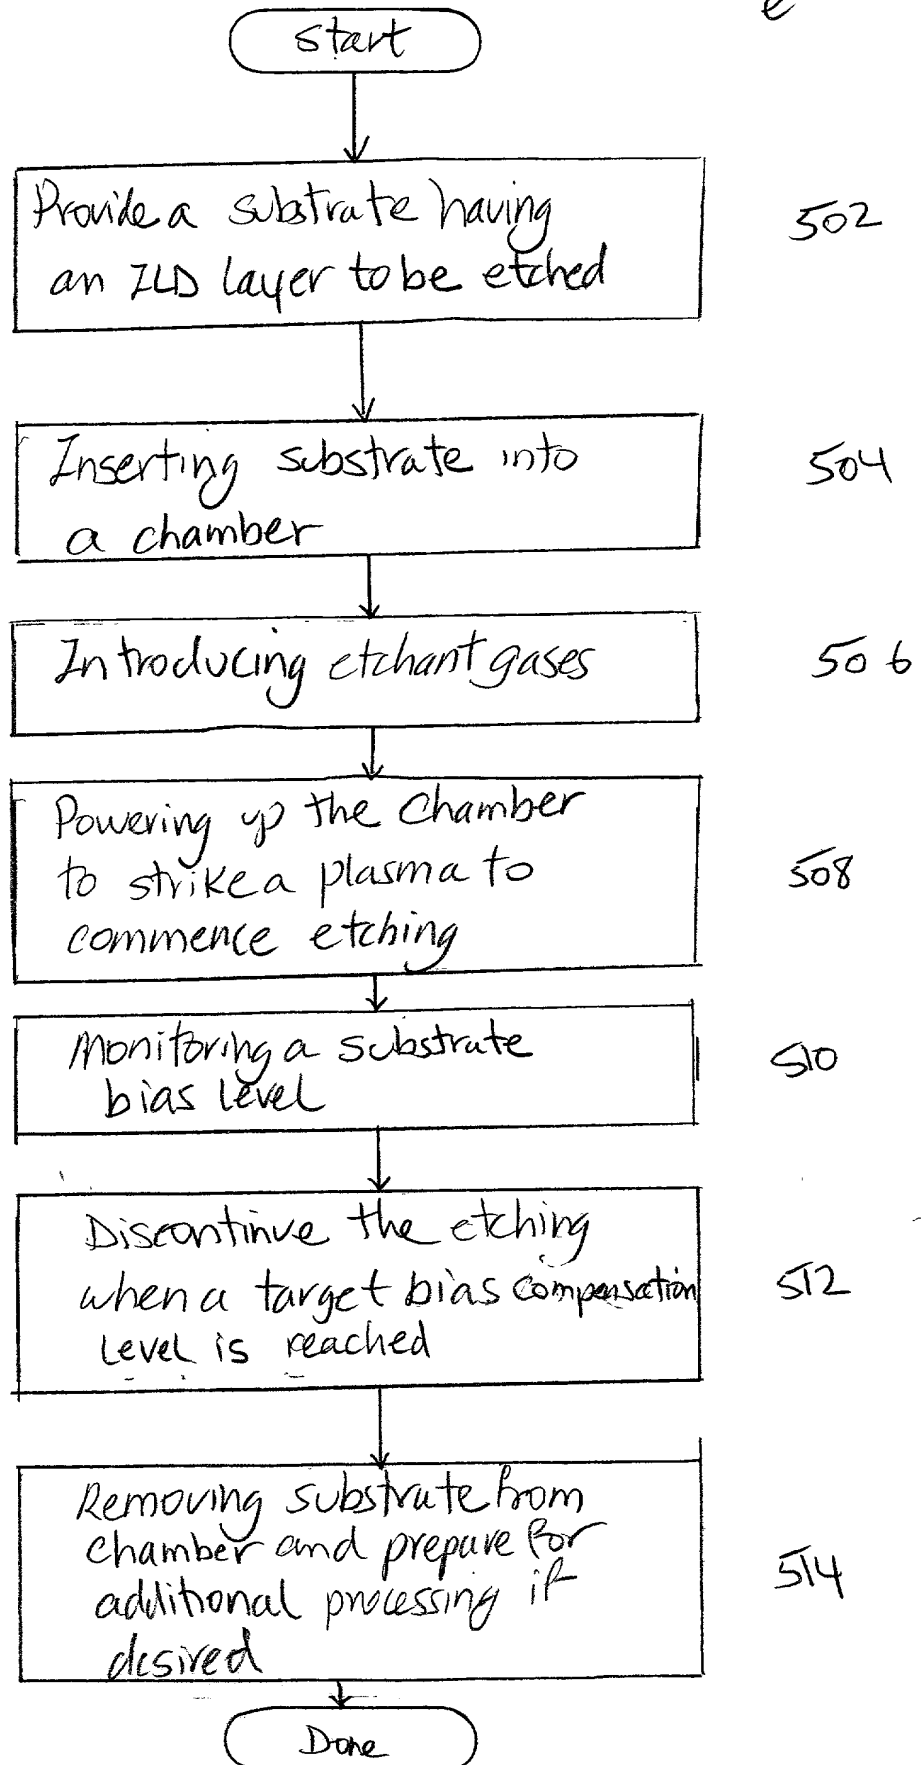 start
Provide a substrate having
an ILD layer to be etched
502
Inserting substrate into
a chamber
504
Introducing etchant gases
506
Powering up the Chamber
to strike a plasma to
commence etching
508
Monitoring a substrate
bias level
510
Discontinue the etching
when a target bias compensation
level is reached
512
Removing substrate from
chamber and prepare for
additional processing if
desired
514
Done